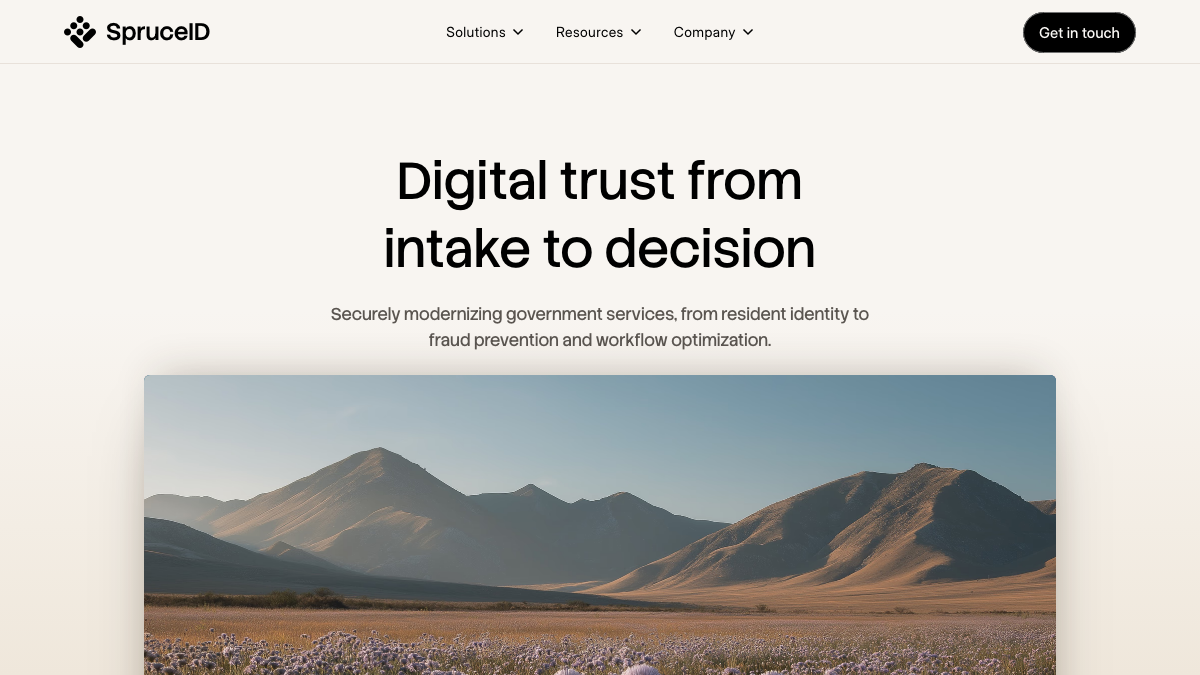 SpruceID
Solutions
Resources
Company
Get in touch
Digital trust from
intake to decision
Securely modernizing government services, from resident identity to
fraud prevention and workflow optimization.